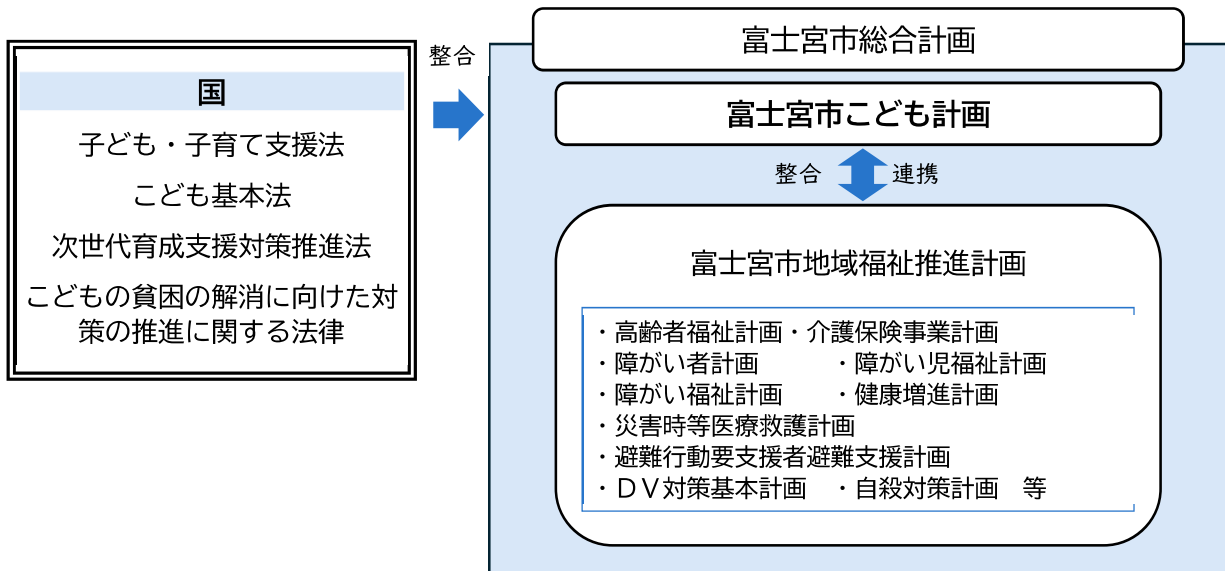 国
子ども・子育て支援法
こども基本法
次世代育成支援対策推進法
こどもの貧困の解消に向けた対
策の推進に関する法律
整合
富士宮市総合計画
富士宮市こども計画
整合 連携
富士宮市地域福祉推進計画
・高齢者福祉計画・介護保険事業計画
・障がい者計画 ・障がい児福祉計画
・障がい福祉計画 ・健康増進計画
・災害時等医療救護計画
・避難行動要支援者避難支援計画
・ＤＶ対策基本計画 ・自殺対策計画 等